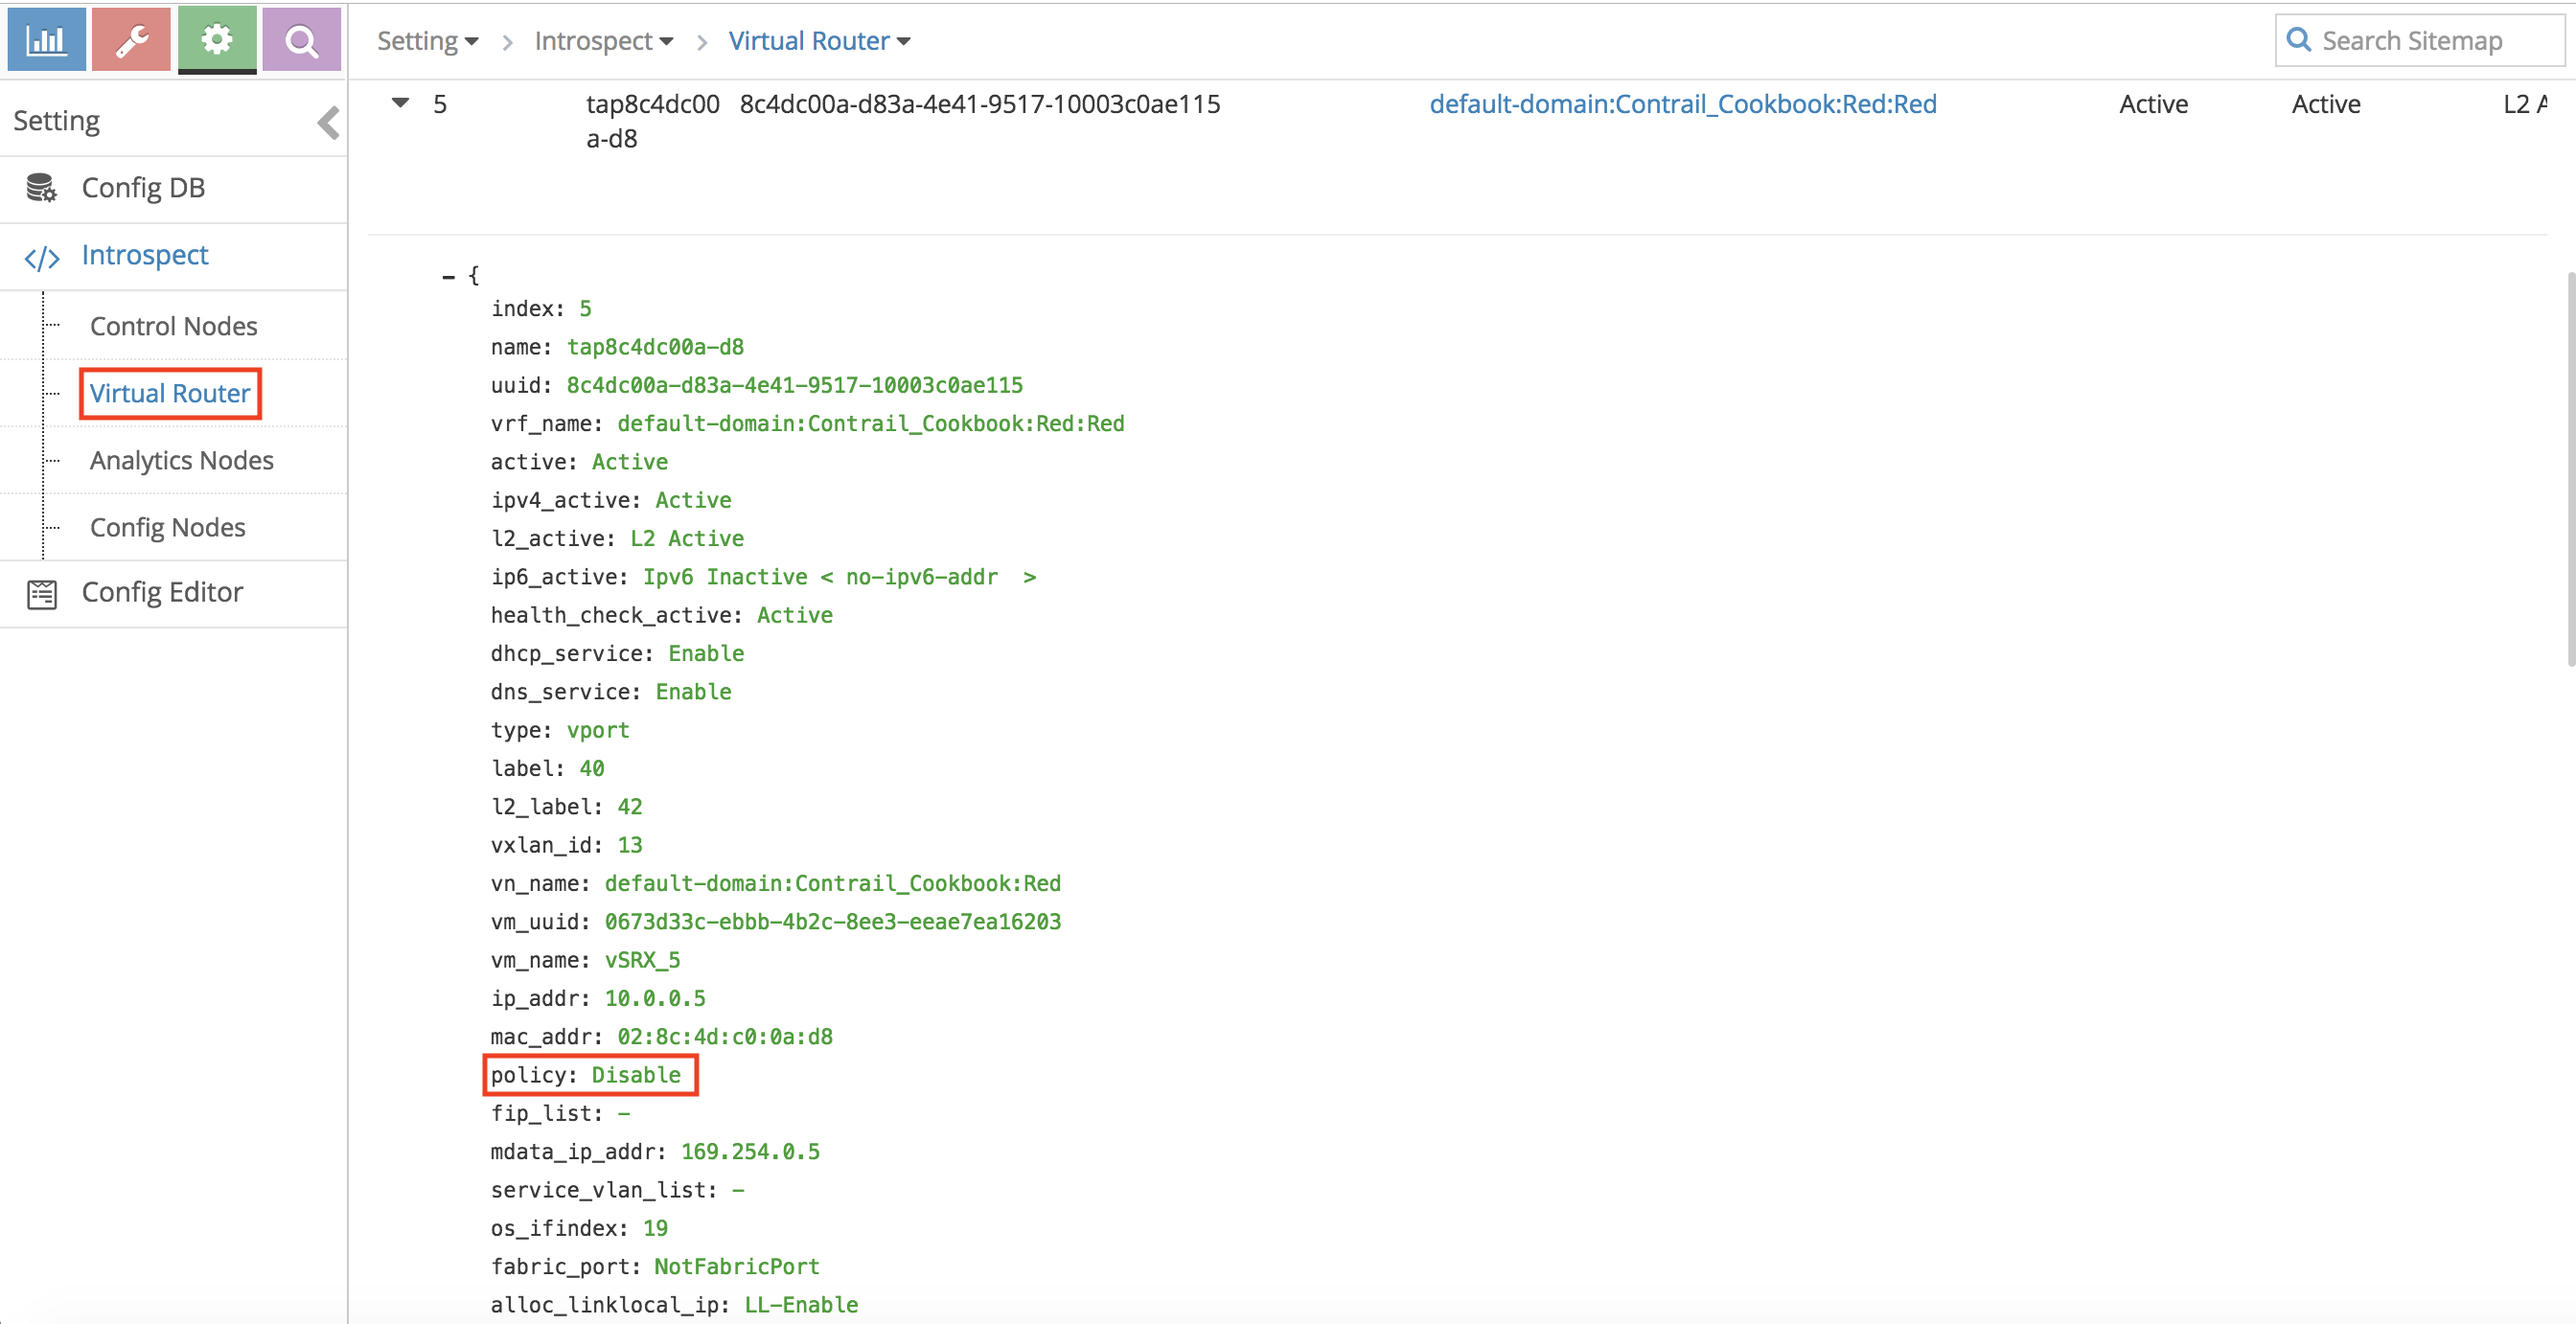 Setting
Introspect
Virtual Router
Search Sitemap
Setting
Config DB
Introspect
Control Nodes
Virtual Router
Analytics Nodes
Config Nodes
Config Editor
5 tap8c4dc00 8c4dc00a-d83a-4e41-9517-10003c0ae115 default-domain:Contrail_Cookbook:Red:Red Active Active L2 A
a-d8
– {
index: 5
name: tap8c4dc00a-d8
uuid: 8c4dc00a-d83a-4e41-9517-10003c0ae115
vrf_name: default-domain:Contrail_Cookbook:Red:Red
active: Active
ipv4_active: Active
l2_active: L2 Active
ip6_active: Ipv6 Inactive < no-ipv6-addr >
health_check_active: Active
dhcp_service: Enable
dns_service: Enable
type: vport
label: 40
l2_label: 42
vxlan_id: 13
vn_name: default-domain:Contrail_Cookbook:Red
vm_uuid: 0673d33c-ebbb-4b2c-8ee3-eeae7ea16203
vm_name: vSRX_5
ip_addr: 10.0.0.5
mac_addr: 02:8c:4d:c0:0a:d8
policy: Disable
fip_list: –
mdata_ip_addr: 169.254.0.5
service_vlan_list: –
os_ifindex: 19
fabric_port: NotFabricPort
alloc_linklocal_ip: LL-Enable